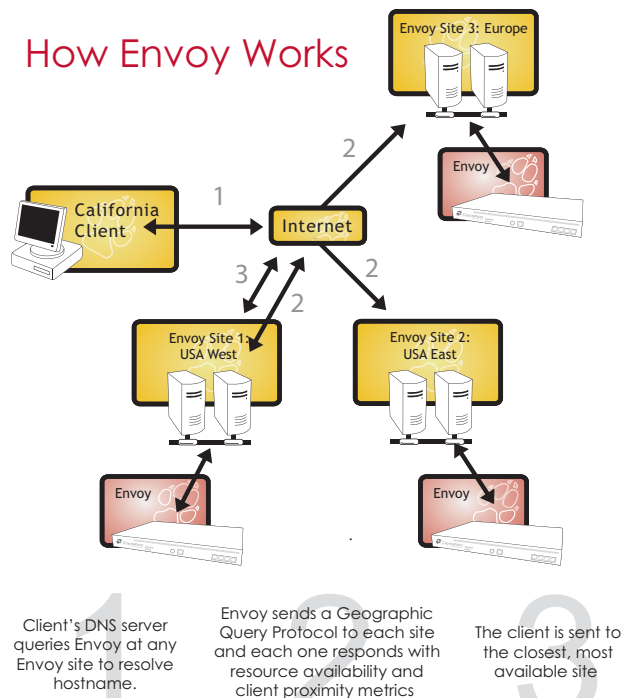 How Envoy Works
Envoy Site 3: Europe
2
Envoy
1
California
Client
Internet
3
2
2
Envoy Site 1:
USA West
Envoy Site 2:
USA East
Envoy
Envoy
1
Client's DNS server
queries Envoy at any
Envoy site to resolve
hostname.
2
Envoy sends a Geographic
Query Protocol to each site
and each one responds with
resource availability and
client proximity metrics
3
The client is sent to
the closest, most
available site